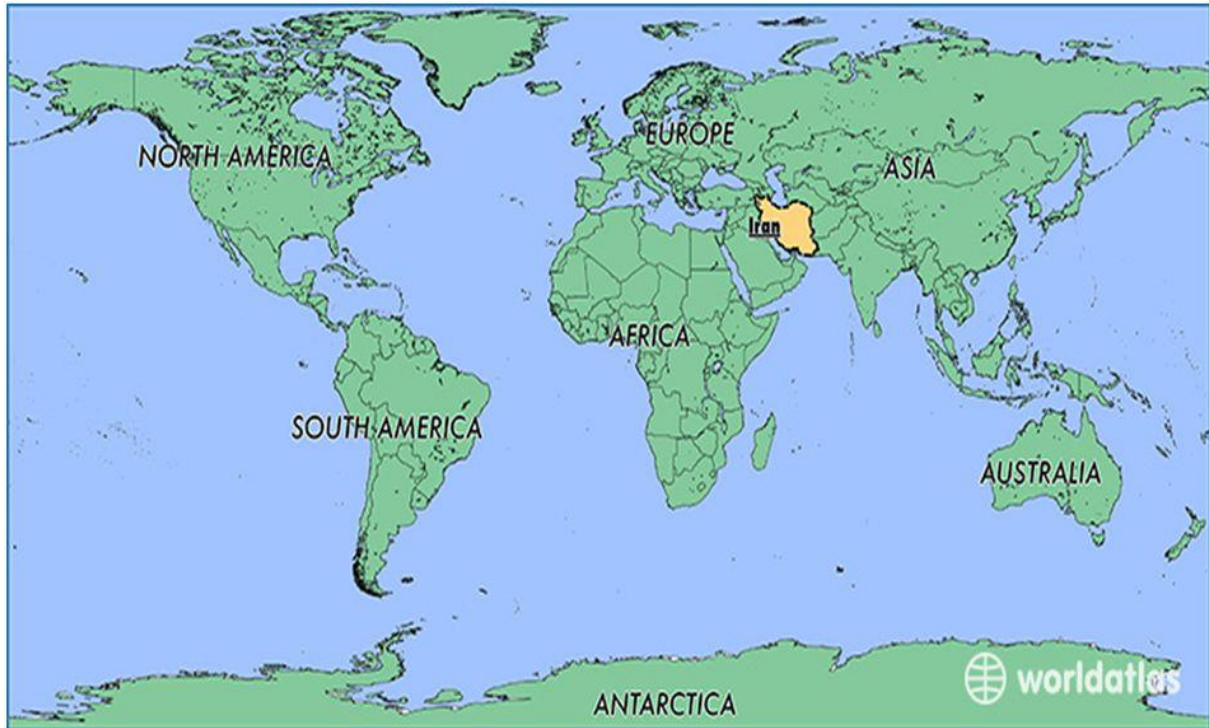 EUROPE
NORTH AMERICA
ASIA
Iran
AFRICA
SOUTH AMERICA
AUSTRALIA
worldatlas
ANTARCTICA